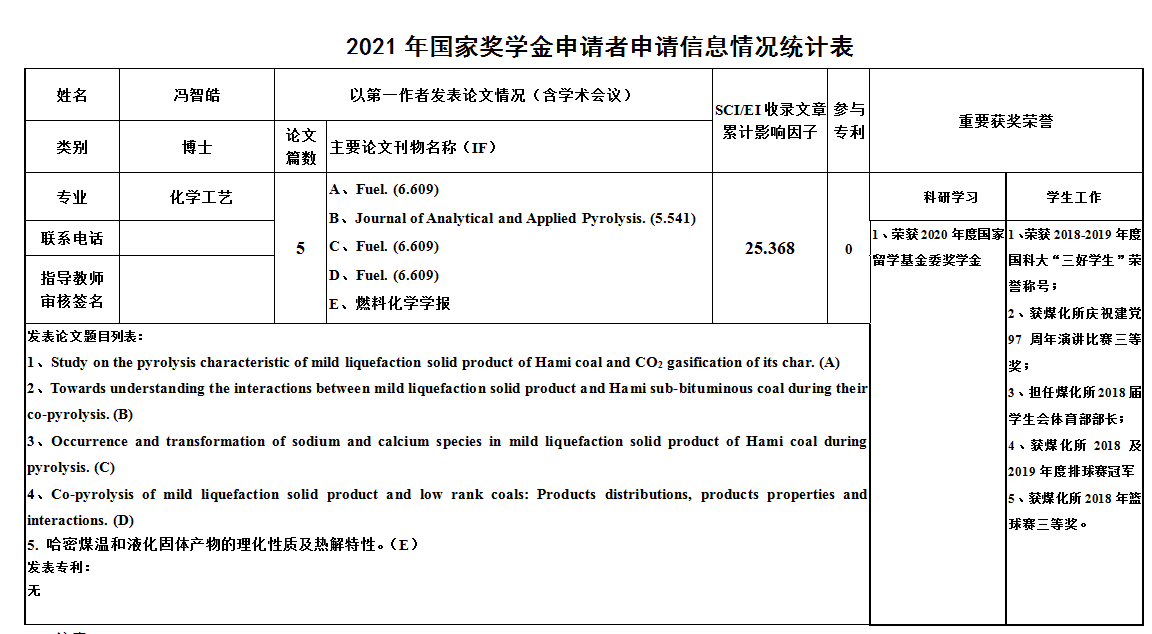 2021 年国家奖学金申请者申请信息情况统计表
姓名
冯智皓
以第一作者发表论文情况（含学术会议）
SCI/EI 收录文章
累计影响因子
参与
专利
重要获奖荣誉
类别
博士
论文
篇数
主要论文刊物名称（IF）
专业
化学工艺
5
A、Fuel. (6.609)
B、Journal of Analytical and Applied Pyrolysis. (5.541)
C、Fuel. (6.609)
D、Fuel. (6.609)
E、燃料化学学报
25.368
0
科研学习
学生工作
联系电话
指导教师
审核签名
1、荣获 2020 年度国家
留学基金委奖学金
1、荣获 2018-2019 年度
国科大“三好学生”荣
誉称号；
2、获煤化所庆祝建党
97 周年演讲比赛三等
奖；
3、担任煤化所 2018 届
学生会体育部部长；
4、获煤化所 2018 及
2019 年度排球赛冠军
5、获煤化所 2018 年篮
球赛三等奖。
发表论文题目列表：
1、Study on the pyrolysis characteristic of mild liquefaction solid product of Hami coal and CO₂ gasification of its char. (A)
2、Towards understanding the interactions between mild liquefaction solid product and Hami sub-bituminous coal during their
co-pyrolysis. (B)
3、Occurrence and transformation of sodium and calcium species in mild liquefaction solid product of Hami coal during
pyrolysis. (C)
4、Co-pyrolysis of mild liquefaction solid product and low rank coals: Products distributions, products properties and
interactions. (D)
5. 哈密煤温和液化固体产物的理化性质及热解特性。（E）
发表专利：
无